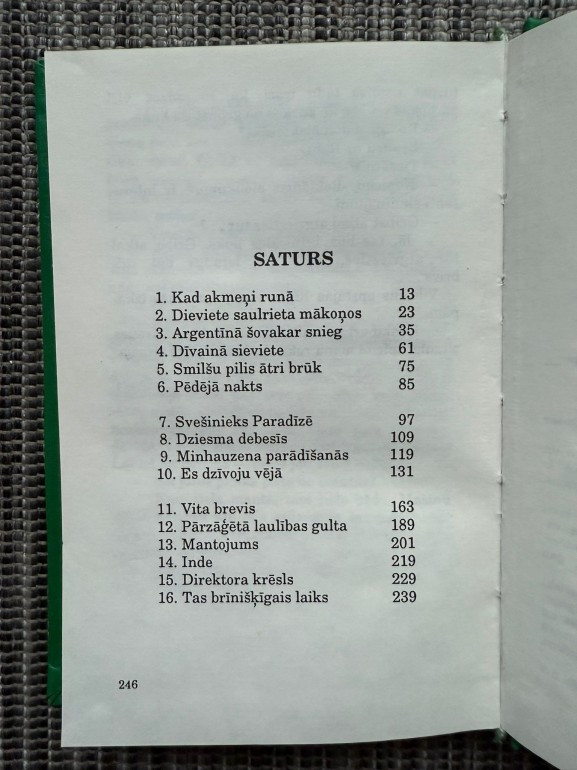 SATURS
1. Kad akmeņi runā 13
2. Dieviete saulrieta mākoņos 23
3. Argentīnā šovakar snieg 35
4. Dīvainā sieviete 61
5. Smilšu pilis ātri brūk 75
6. Pēdējā nakts 85
7. Svešinieks Paradīzē 97
8. Dziesma debesīs 109
9. Minhauzena parādīšanās 119
10. Es dzīvoju vējā 131
11. Vita brevis 163
12. Pārzāģētā laulības gulta 189
13. Mantojums 201
14. Inde 219
15. Direktora krēsls 229
16. Tas brīnišķīgais laiks 239
246